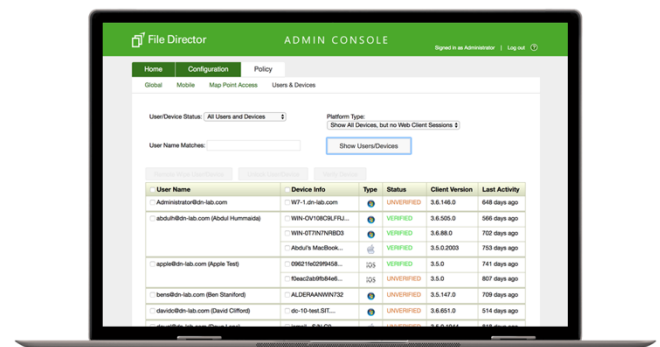 File Director
ADMIN CONSOLE
Signed in as Administrator | Log out ?
Home Configuration Policy
Global Mobile Map Point Access Users & Devices
User/Device Status: All Users and Devices
Platform Type:
Show All Devices, but no Web Client Sessions
User Name Matches:
Show Users/Devices
User Name Device Info Type Status Client Version Last Activity
Administrator@dn-lab.com W7-1.dn-lab.com UNVERIFIED 3.6.146.0 648 days ago
abdulh@dn-lab.com (Abdul Hummaida) WIN-OV108C9LFRJ... VERIFIED 3.6.505.0 566 days ago
WIN-0T7IN7NRBD3 VERIFIED 3.6.88.0 702 days ago
Abdul's MacBook... VERIFIED 3.5.0.2003 753 days ago
apple@dn-lab.com (Apple Test) 09621fe029f9458... iOS VERIFIED 3.5.0 741 days ago
f0eac2ab9fb84e6... iOS UNVERIFIED 3.5.0 807 days ago
bens@dn-lab.com (Ben Staniford) ALDERAANWIN732 UNVERIFIED 3.5.147.0 709 days ago
davidc@dn-lab.com (David Clifford) dc-10-test.SIT.... UNVERIFIED 3.6.651.0 514 days ago